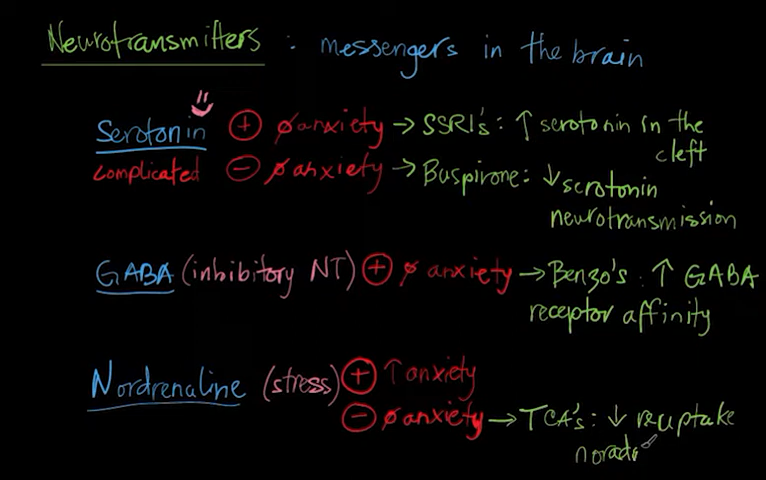 Neurotransmitters : messengers in the brain
Serotonin ⊕ ø anxiety → SSRI's : ↑ serotonin in the
cleft
complicated ⊖ ø anxiety → Buspirone : ↓ serotonin
neurotransmission
GABA (inhibitory NT) ⊕ ø anxiety → Benzo's : ↑ GABA
receptor affinity
Nordrenaline (stress) ⊕ ↑ anxiety
⊖ ø anxiety → TCA's : ↓ reuptake
norad